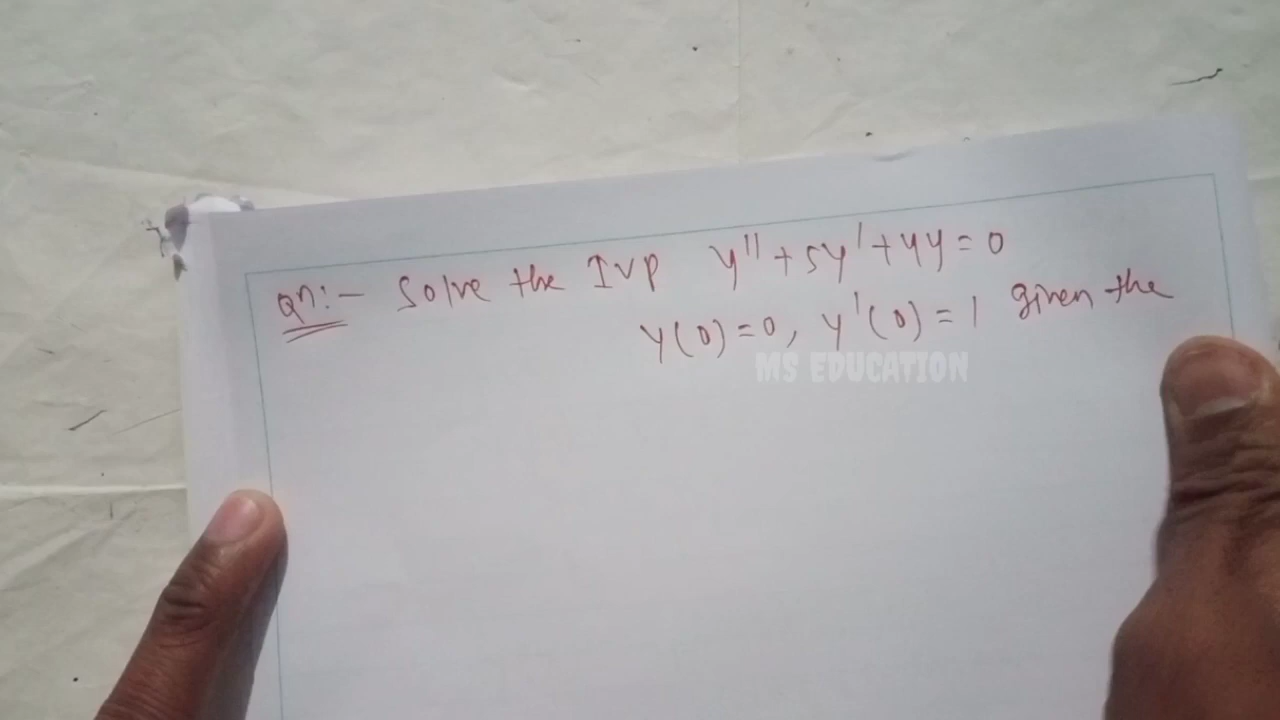 Qn:- Solve the IVP y'' + 5y' + 4y = 0
y(0) = 0, y'(0) = 1 given the
MS EDUCATION